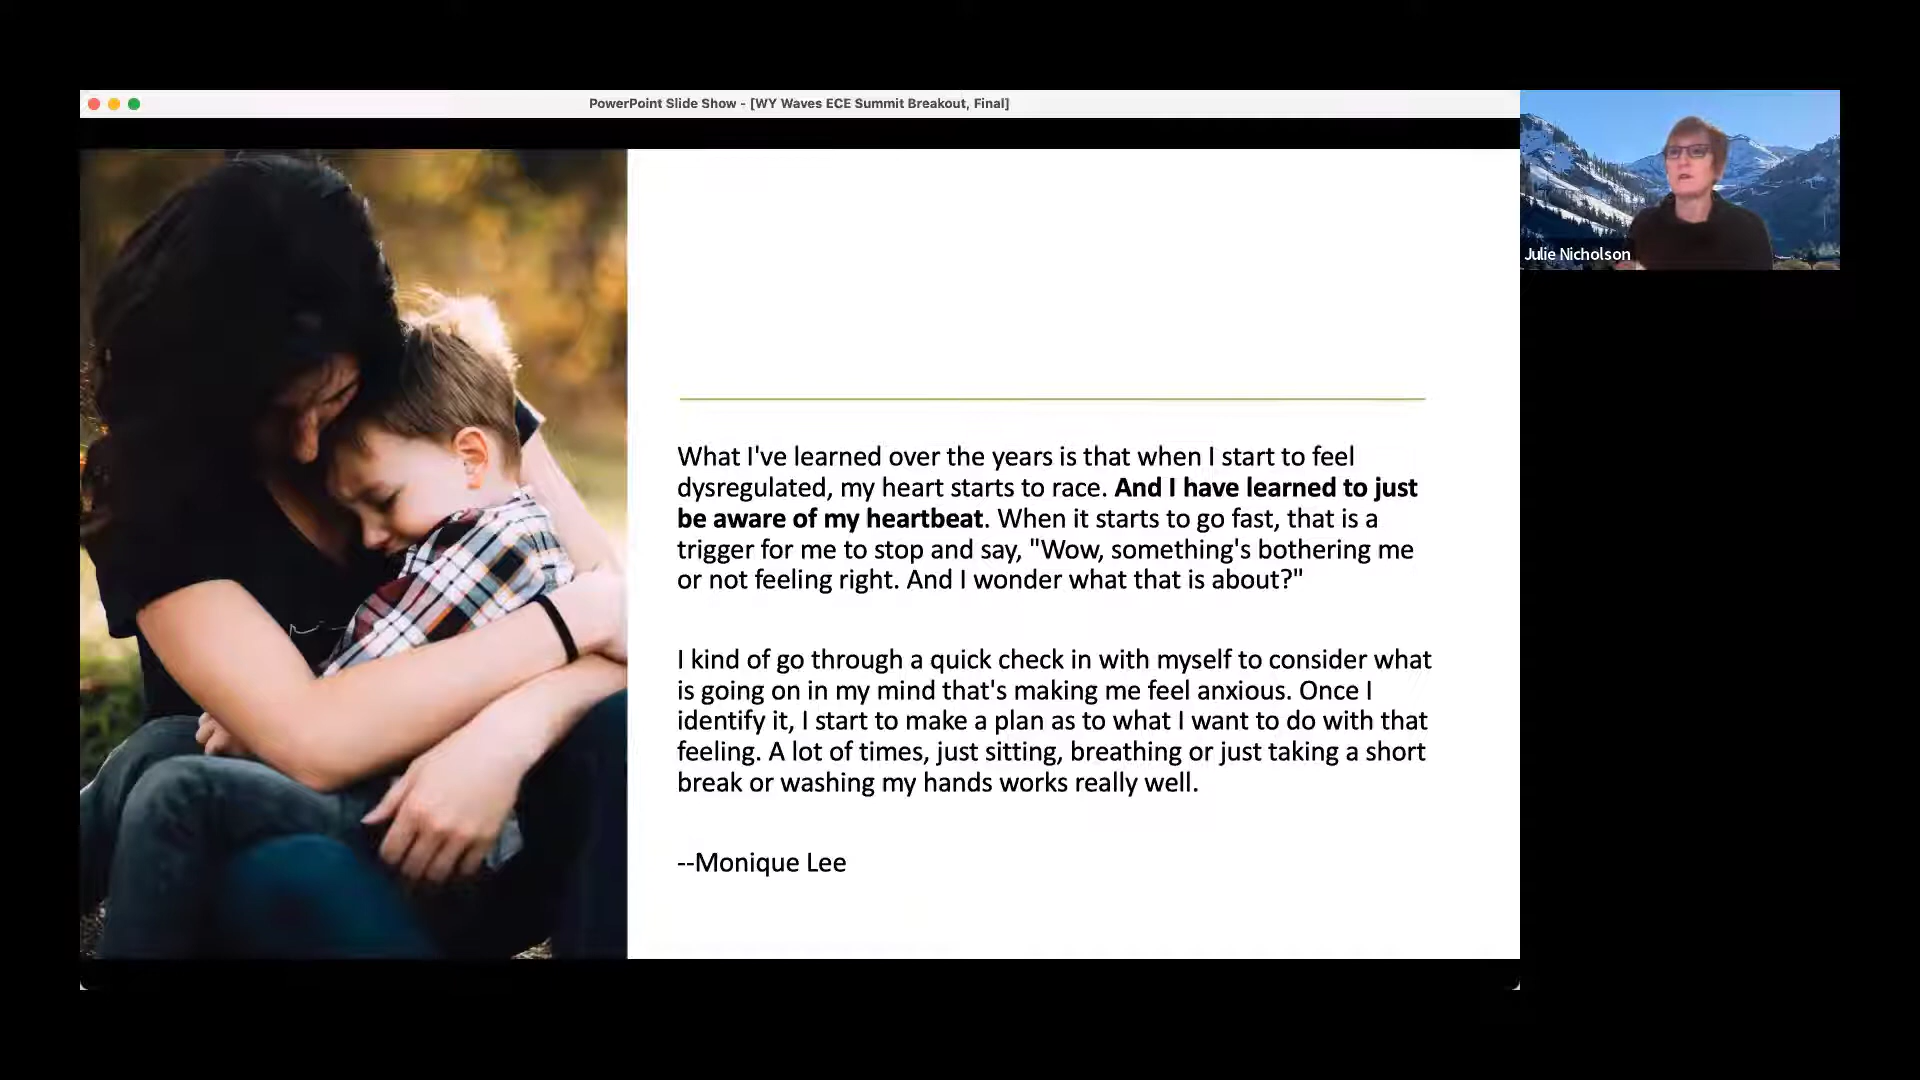 PowerPoint Slide Show - [WY Waves ECE Summit Breakout, Final]
Julie Nicholson
What I've learned over the years is that when I start to feel
dysregulated, my heart starts to race. And I have learned to just
be aware of my heartbeat. When it starts to go fast, that is a
trigger for me to stop and say, "Wow, something's bothering me
or not feeling right. And I wonder what that is about?"
I kind of go through a quick check in with myself to consider what
is going on in my mind that's making me feel anxious. Once I
identify it, I start to make a plan as to what I want to do with that
feeling. A lot of times, just sitting, breathing or just taking a short
break or washing my hands works really well.
--Monique Lee